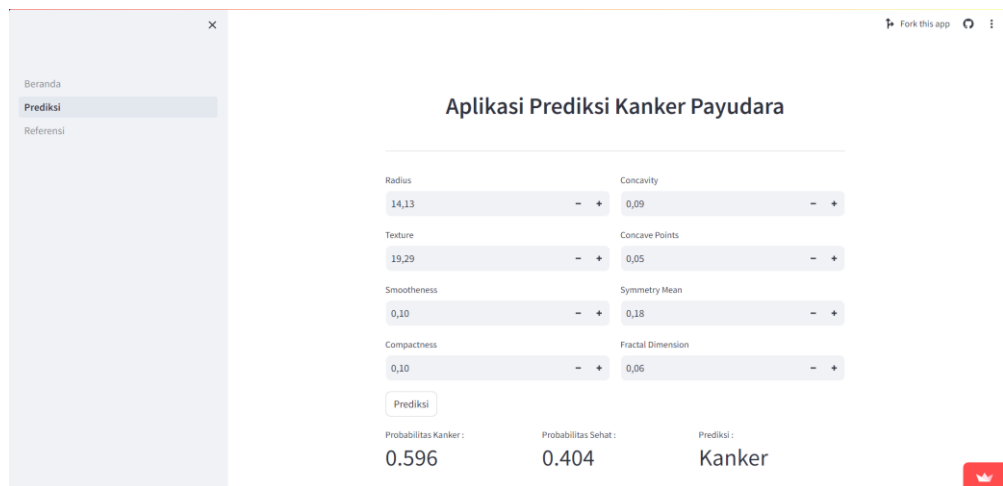 Fork this app
Beranda
Prediksi
Referensi
Aplikasi Prediksi Kanker Payudara
Radius
14,13
Concavity
0,09
Texture
19,29
Concave Points
0,05
Smootheness
0,10
Symmetry Mean
0,18
Compactness
0,10
Fractal Dimension
0,06
Prediksi
Probabilitas Kanker :
0.596
Probabilitas Sehat :
0.404
Prediksi :
Kanker